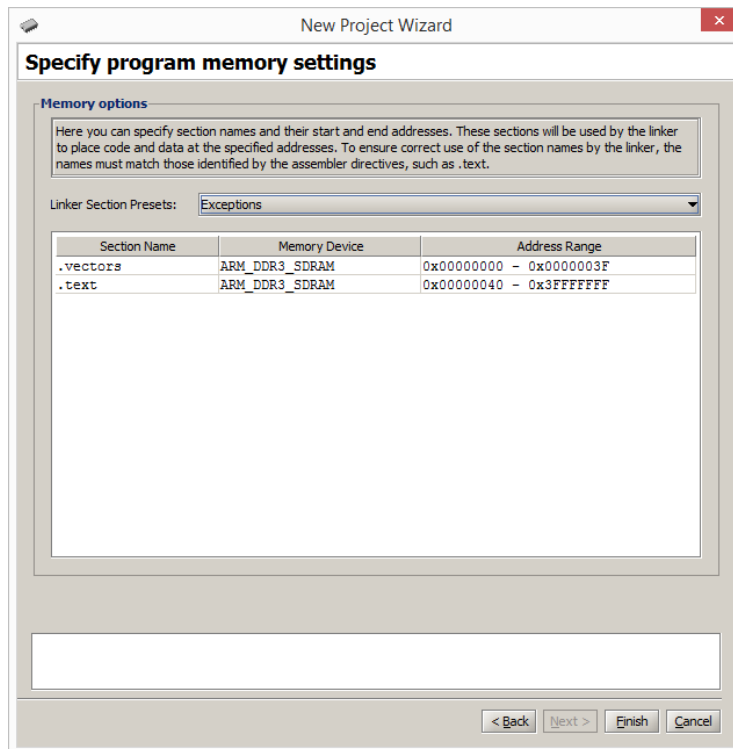 New Project Wizard
Specify program memory settings
Memory options
Here you can specify section names and their start and end addresses. These sections will be used by the linker
to place code and data at the specified addresses. To ensure correct use of the section names by the linker, the
names must match those identified by the assembler directives, such as .text.
Linker Section Presets: Exceptions
Section Name Memory Device Address Range
.vectors ARM_DDR3_SDRAM 0x00000000 - 0x0000003F
.text ARM_DDR3_SDRAM 0x00000040 - 0x3FFFFFFF
< Back Next > Finish Cancel